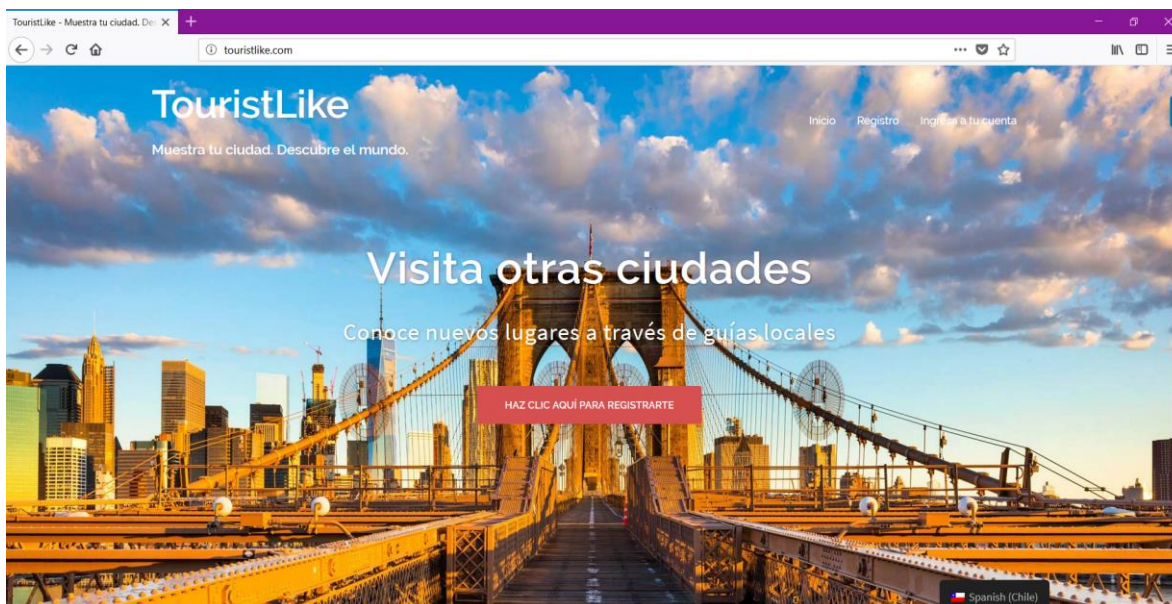 TouristLike - Muestra tu ciudad. De
touristlike.com
TouristLike
Muestra tu ciudad. Descubre el mundo.
Inicio Registro Ingresa a tu cuenta
Visita otras ciudades
Conoce nuevos lugares a través de guías locales
HAZ CLIC AQUÍ PARA REGISTRARTE
Spanish (Chile)